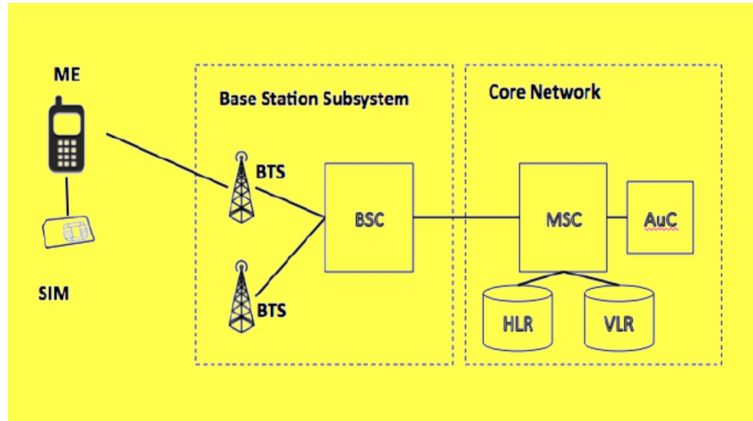 ME
SIM
Base Station Subsystem
BTS
BTS
BSC
Core Network
MSC
AuC
HLR
VLR